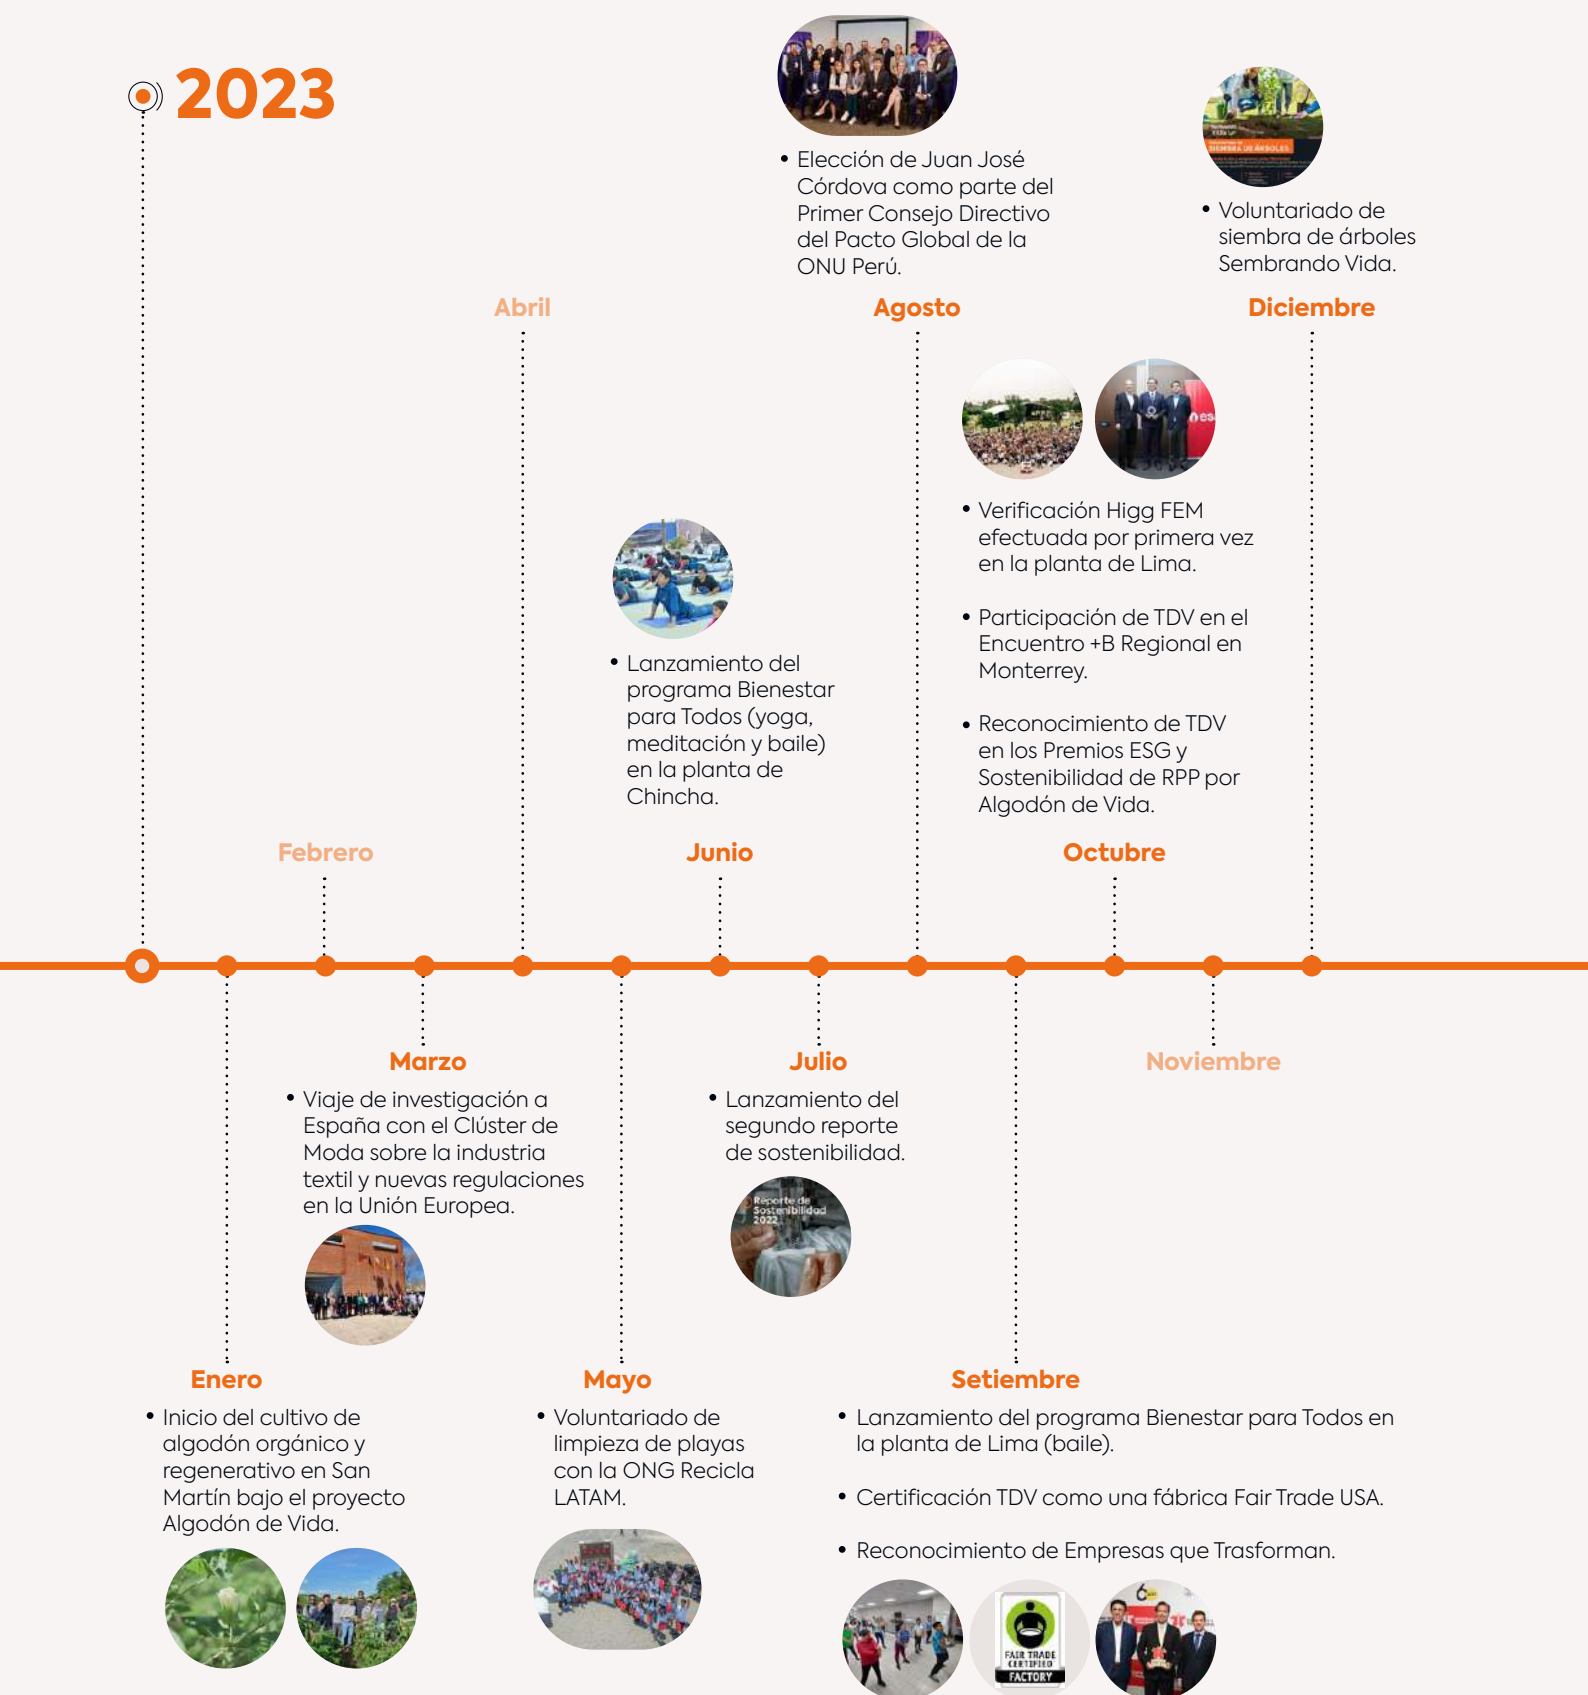 2023
• Elección de Juan José
Córdova como parte del
Primer Consejo Directivo
del Pacto Global de la
ONU Perú.
SIEMBRA DE ÁRBOLES
• Voluntariado de
siembra de árboles
Sembrando Vida.
Abril
Agosto
Diciembre
• Verificación Higg FEM
efectuada por primera vez
en la planta de Lima.
• Participación de TDV en el
Encuentro +B Regional en
Monterrey.
• Reconocimiento de TDV
en los Premios ESG y
Sostenibilidad de RPP por
Algodón de Vida.
• Lanzamiento del
programa Bienestar
para Todos (yoga,
meditación y baile)
en la planta de
Chincha.
Febrero
Junio
Octubre
Marzo
• Viaje de investigación a
España con el Clúster de
Moda sobre la industria
textil y nuevas regulaciones
en la Unión Europea.
Julio
• Lanzamiento del
segundo reporte
de sostenibilidad.
Reporte de
Sostenibilidad
2022
Noviembre
Enero
• Inicio del cultivo de
algodón orgánico y
regenerativo en San
Martín bajo el proyecto
Algodón de Vida.
Mayo
• Voluntariado de
limpieza de playas
con la ONG Recicla
LATAM.
Setiembre
• Lanzamiento del programa Bienestar para Todos en
la planta de Lima (baile).
• Certificación TDV como una fábrica Fair Trade USA.
• Reconocimiento de Empresas que Trasforman.
FAIR TRADE
CERTIFIED
FACTORY